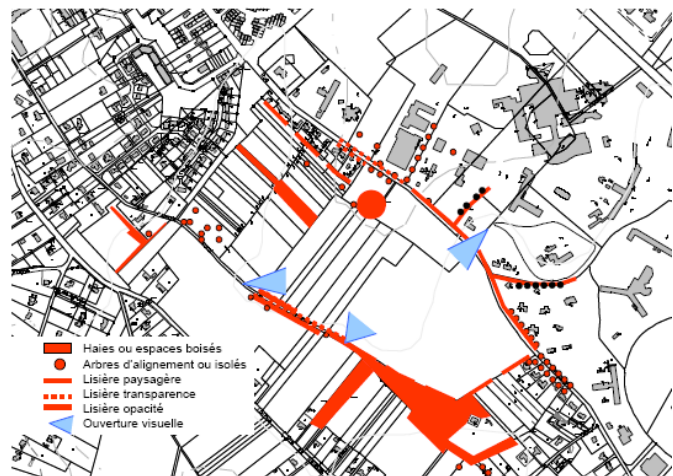 Haies ou espaces boisés
Arbres d'alignement ou isolés
Lisière paysagère
Lisière transparence
Lisière opacité
Ouverture visuelle